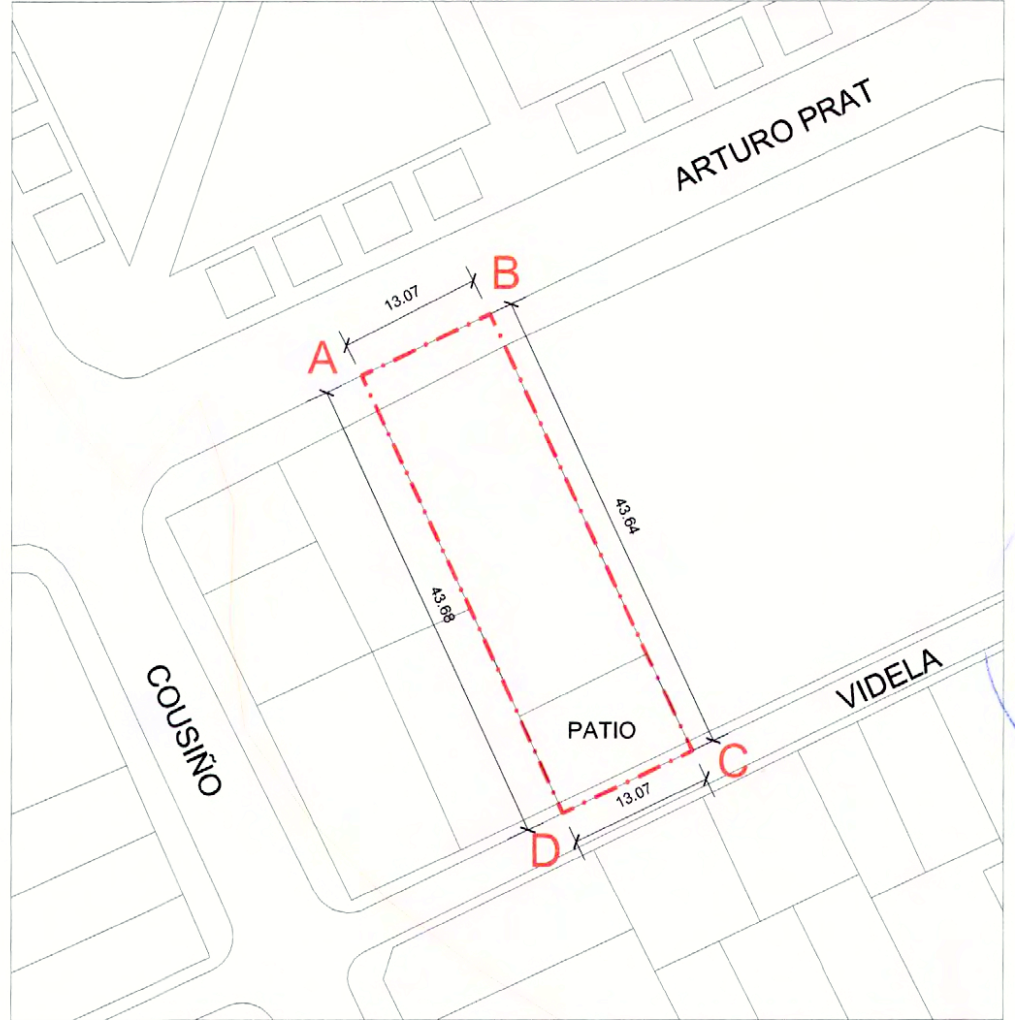 ARTURO PRAT
B
13.07
A
43.64
43.68
COUSIÑO
VIDELA
PATIO
C
13.07
D